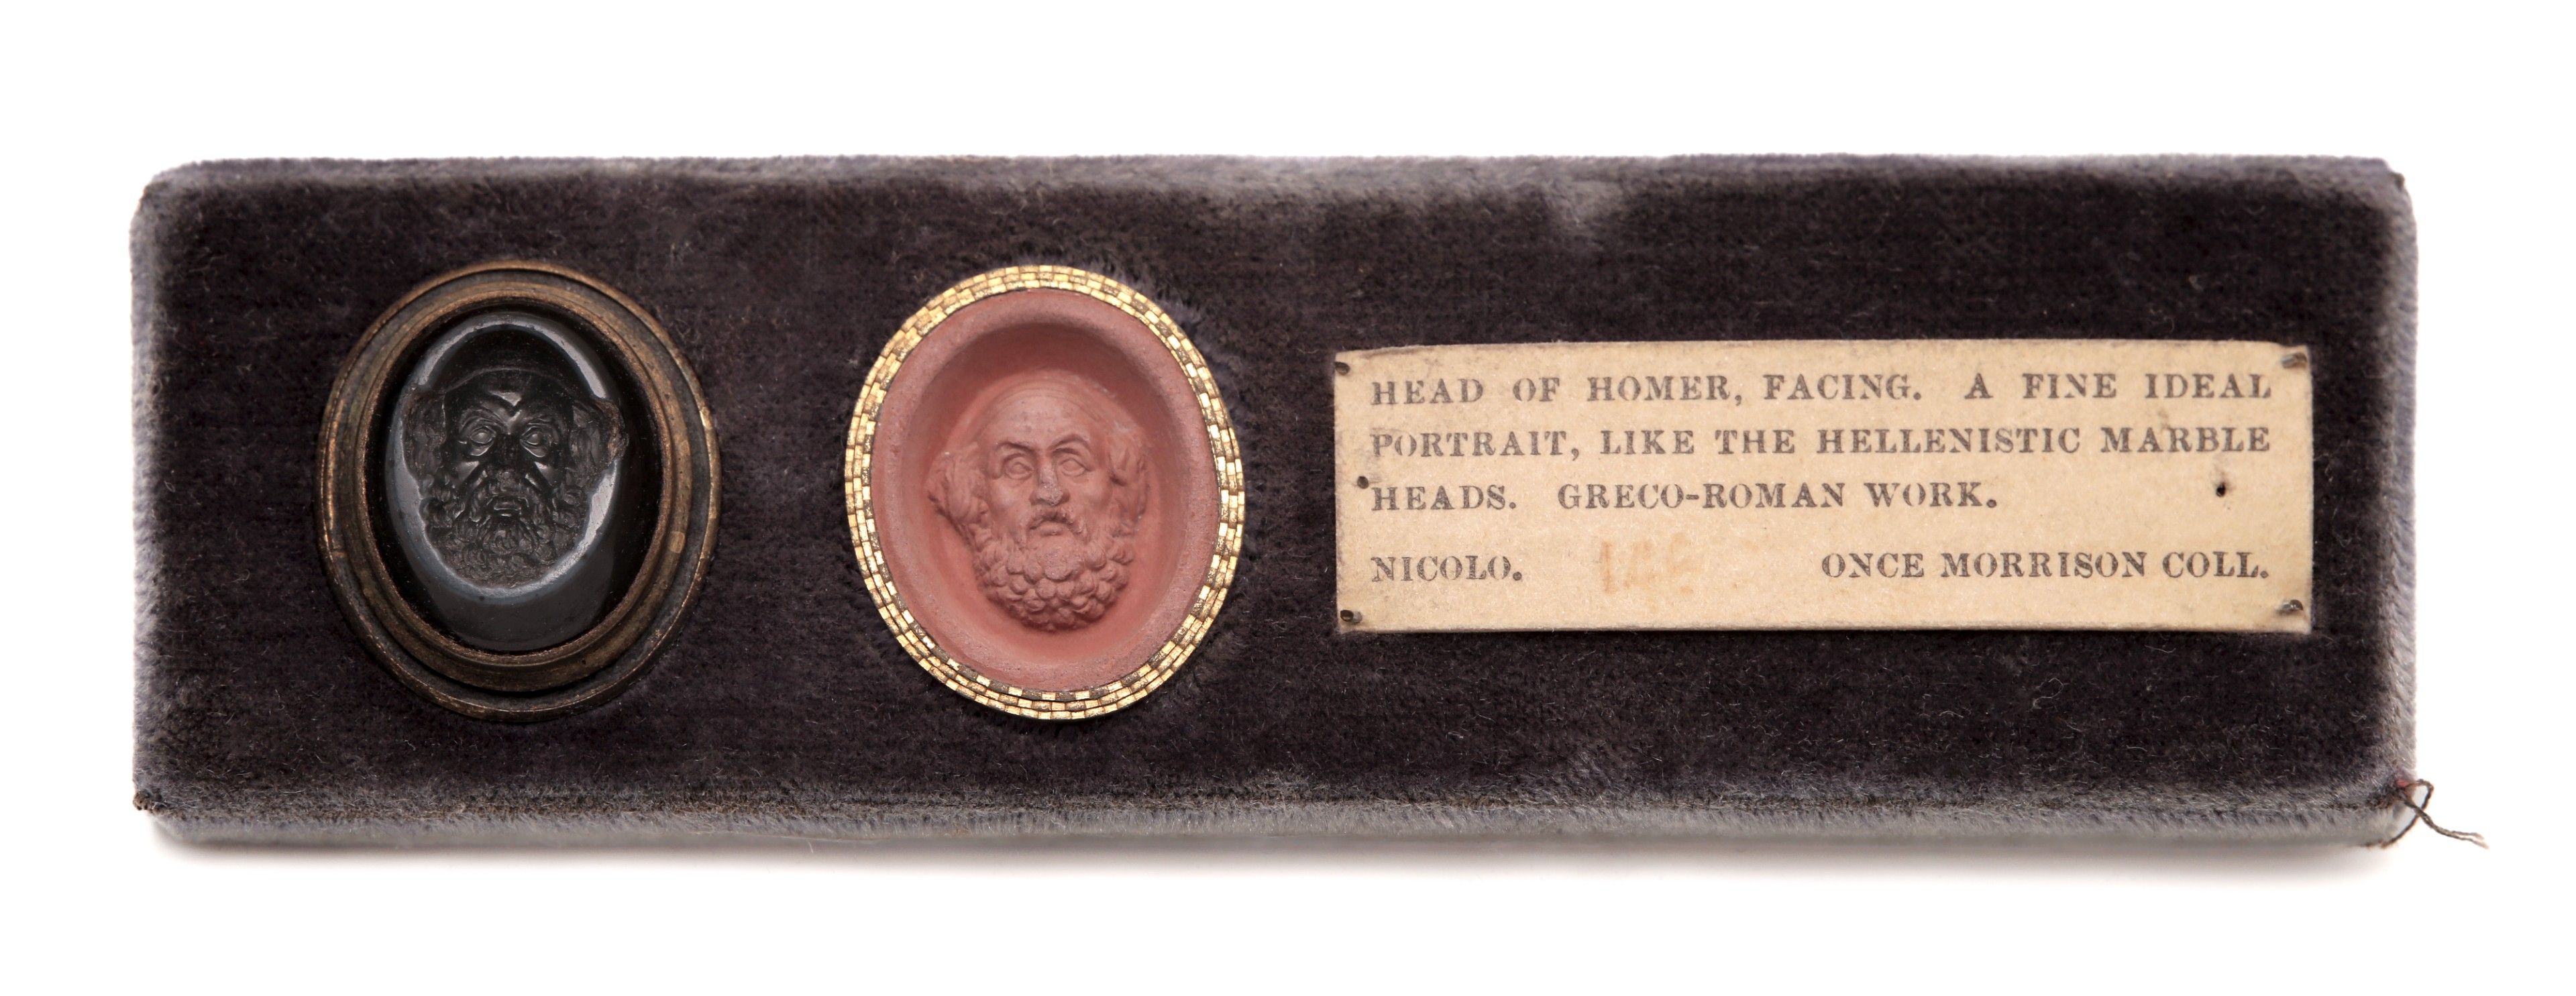 HEAD OF HOMER, FACING. A FINE IDEAL
PORTRAIT, LIKE THE HELLENISTIC MARBLE
HEADS. GRECO-ROMAN WORK.
NICOLO. ONCE MORRISON COLL.